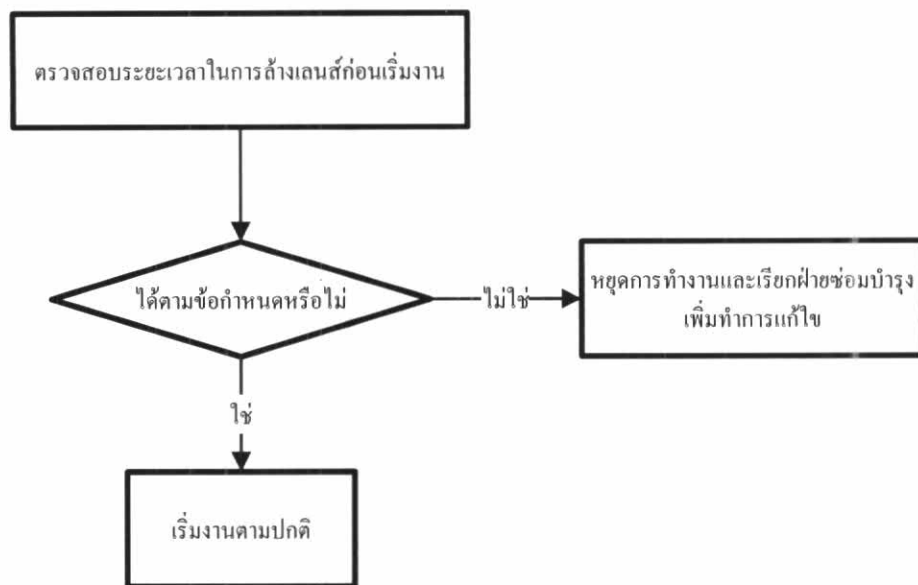 ตรวจสอบระยะเวลาในการล้างเลนส์ก่อนเริ่มงาน
ได้ตามข้อกำหนดหรือไม่
ไม่ใช่
หยุดการทำงานและเรียกฝ่ายซ่อมบำรุง
เพิ่มทำการแก้ไข
ใช่
เริ่มงานตามปกติ